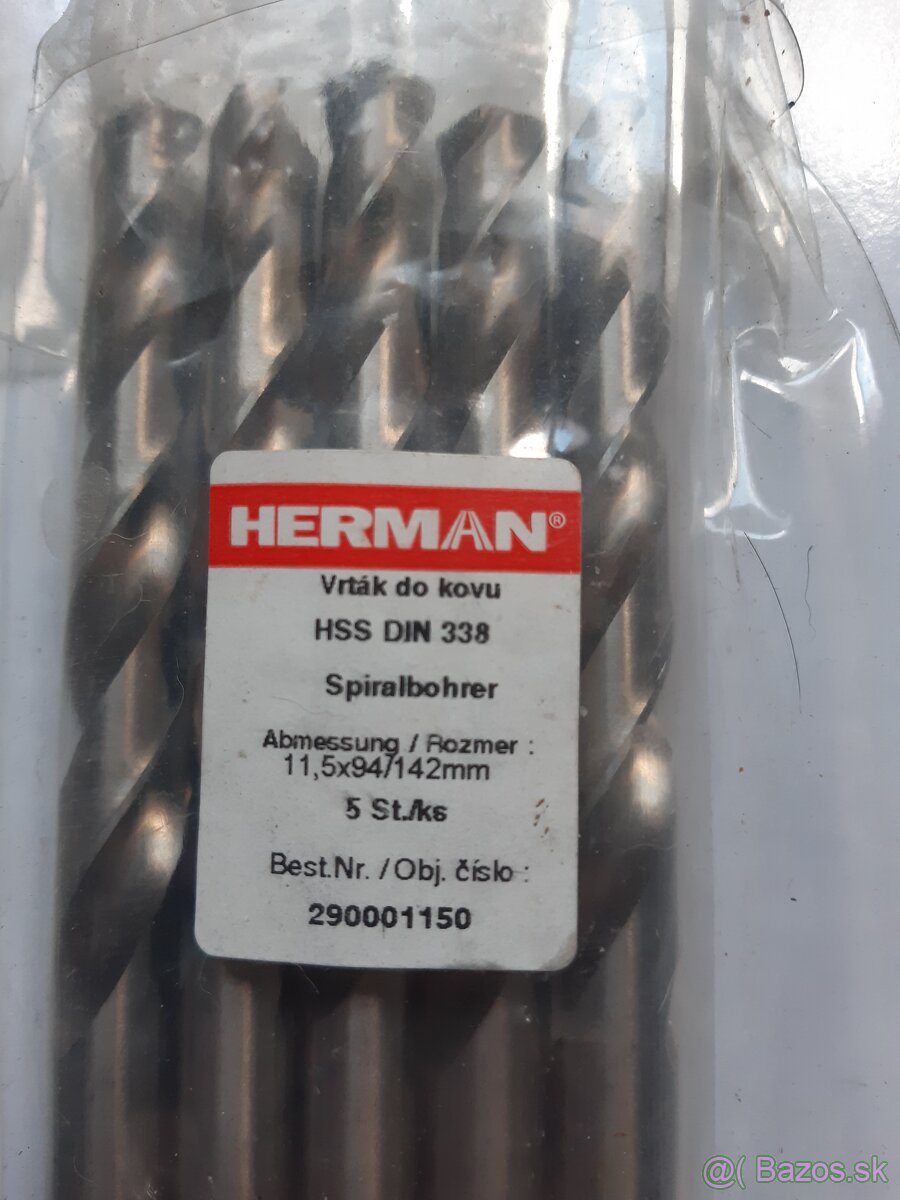 HERMAN®
Vrták do kovu
HSS DIN 338
Spiralbohrer
Abmessung / Rozmer :
11,5x94/142mm
5 St./ks
Best.Nr. / Obj. číslo :
290001150
@( Bazos.sk